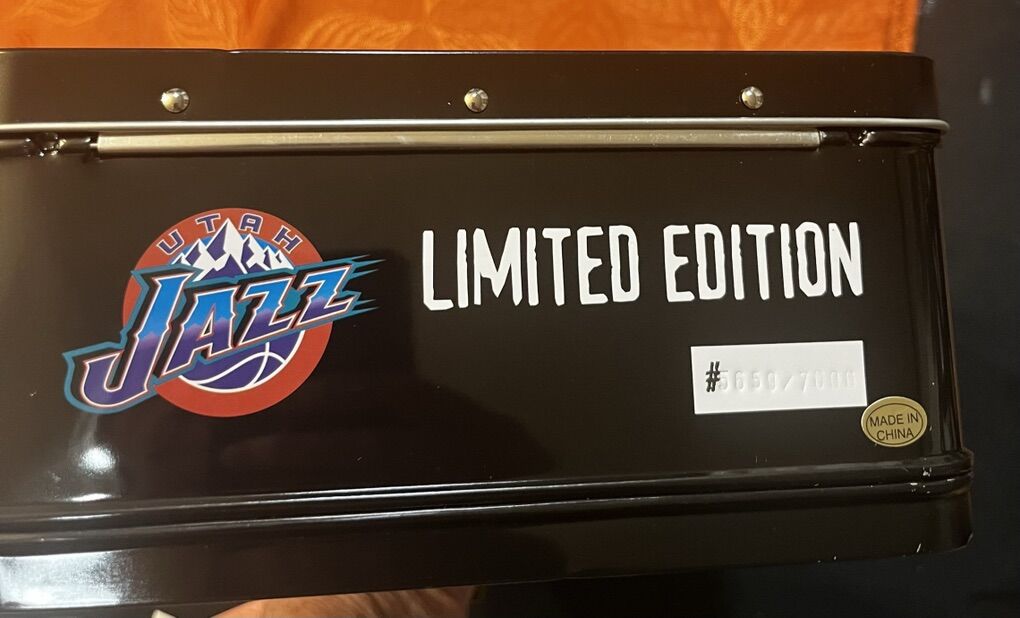 UTAH
JAZZ
LIMITED EDITION
#5650/7000
MADE IN
CHINA